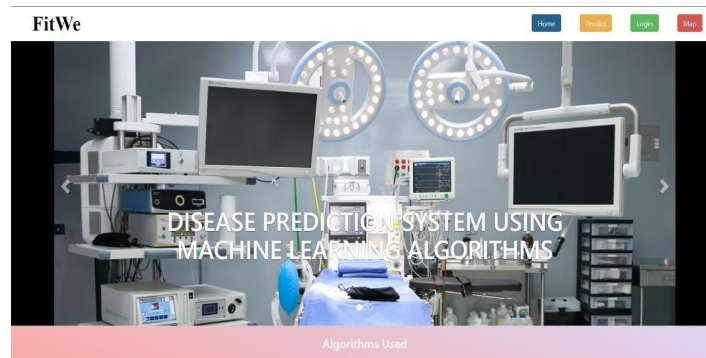 FitWe
Home
Predict
Login
Map
DISEASE PREDICTION SYSTEM USING
MACHINE LEARNING ALGORITHMS
Algorithms Used